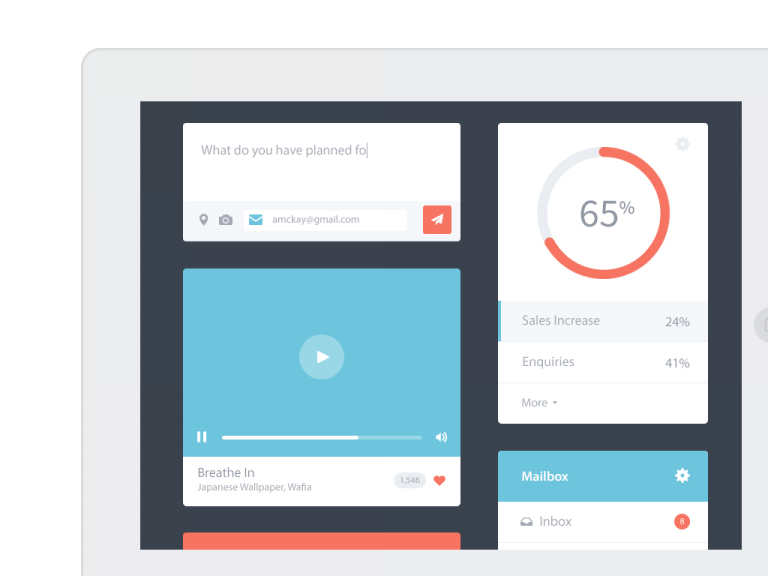 What do you have planned fo
amckay@gmail.com
65%
Sales Increase 24%
Enquiries 41%
More
Breathe In
Japanese Wallpaper, Wafia
1,546
Mailbox
Inbox 8